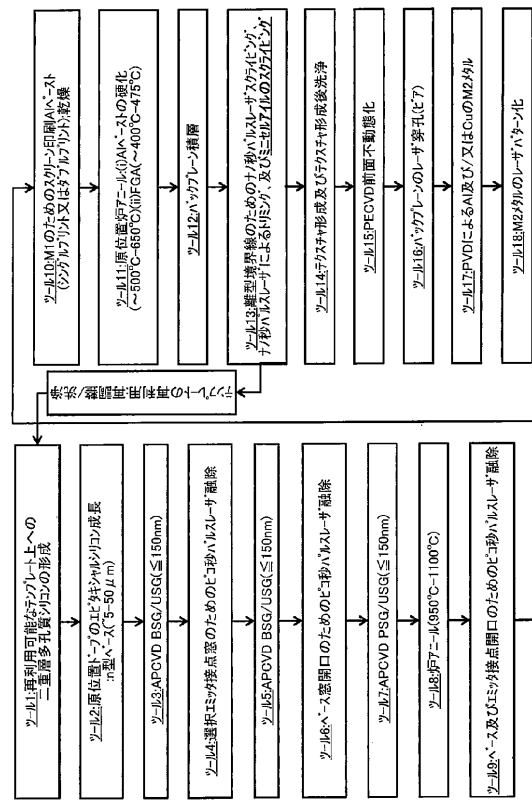 ツール1:再利用可能なテンプレート上への
二重層多孔質シリコンの形成
ツール2:原位置ドープのエピタキシャルシリコン成長
:n型ベース(~5-50μm)
ツール3:APCVD BSG/USG(≦150nm)
ツール4:選択エミッタ接点窓のためのピコ秒パルスレーザ融除
ツール5:APCVD BSG/USG(≦150nm)
ツール6:ベース窓開口のためのピコ秒パルスレーザ融除
ツール7:APCVD PSG/USG(≦150nm)
ツール8:炉アニール(950°C-1100°C)
ツール9:ベース及びエミッタ接点開口のためのピコ秒パルスレーザ融除
テンプレートの再利用:再調整/洗浄
ツール10:M1のためのスクリーン印刷Alペースト
(シングルプリント又はダブルプリント);乾燥
ツール11:原位置炉アニール(i)Alペーストの硬化
(~500°C-650°C)(ii)FGA(~400°C-475°C)
ツール12:バックプレーン積層
ツール13:離型境界線のためのナノ秒パルスレーザスクライビング、
ナノ秒パルスレーザによるトリミング、及びミニセルアイルのスクライビング
ツール14:テクスチャ形成及びテクスチャ形成後洗浄
ツール15:PECVD前面不動態化
ツール16:バックプレーンのレーザ穿孔(ビア)
ツール17:PVDによるAl及び/又はCuのM2メタル
ツール18:M2メタルのレーザパターン化